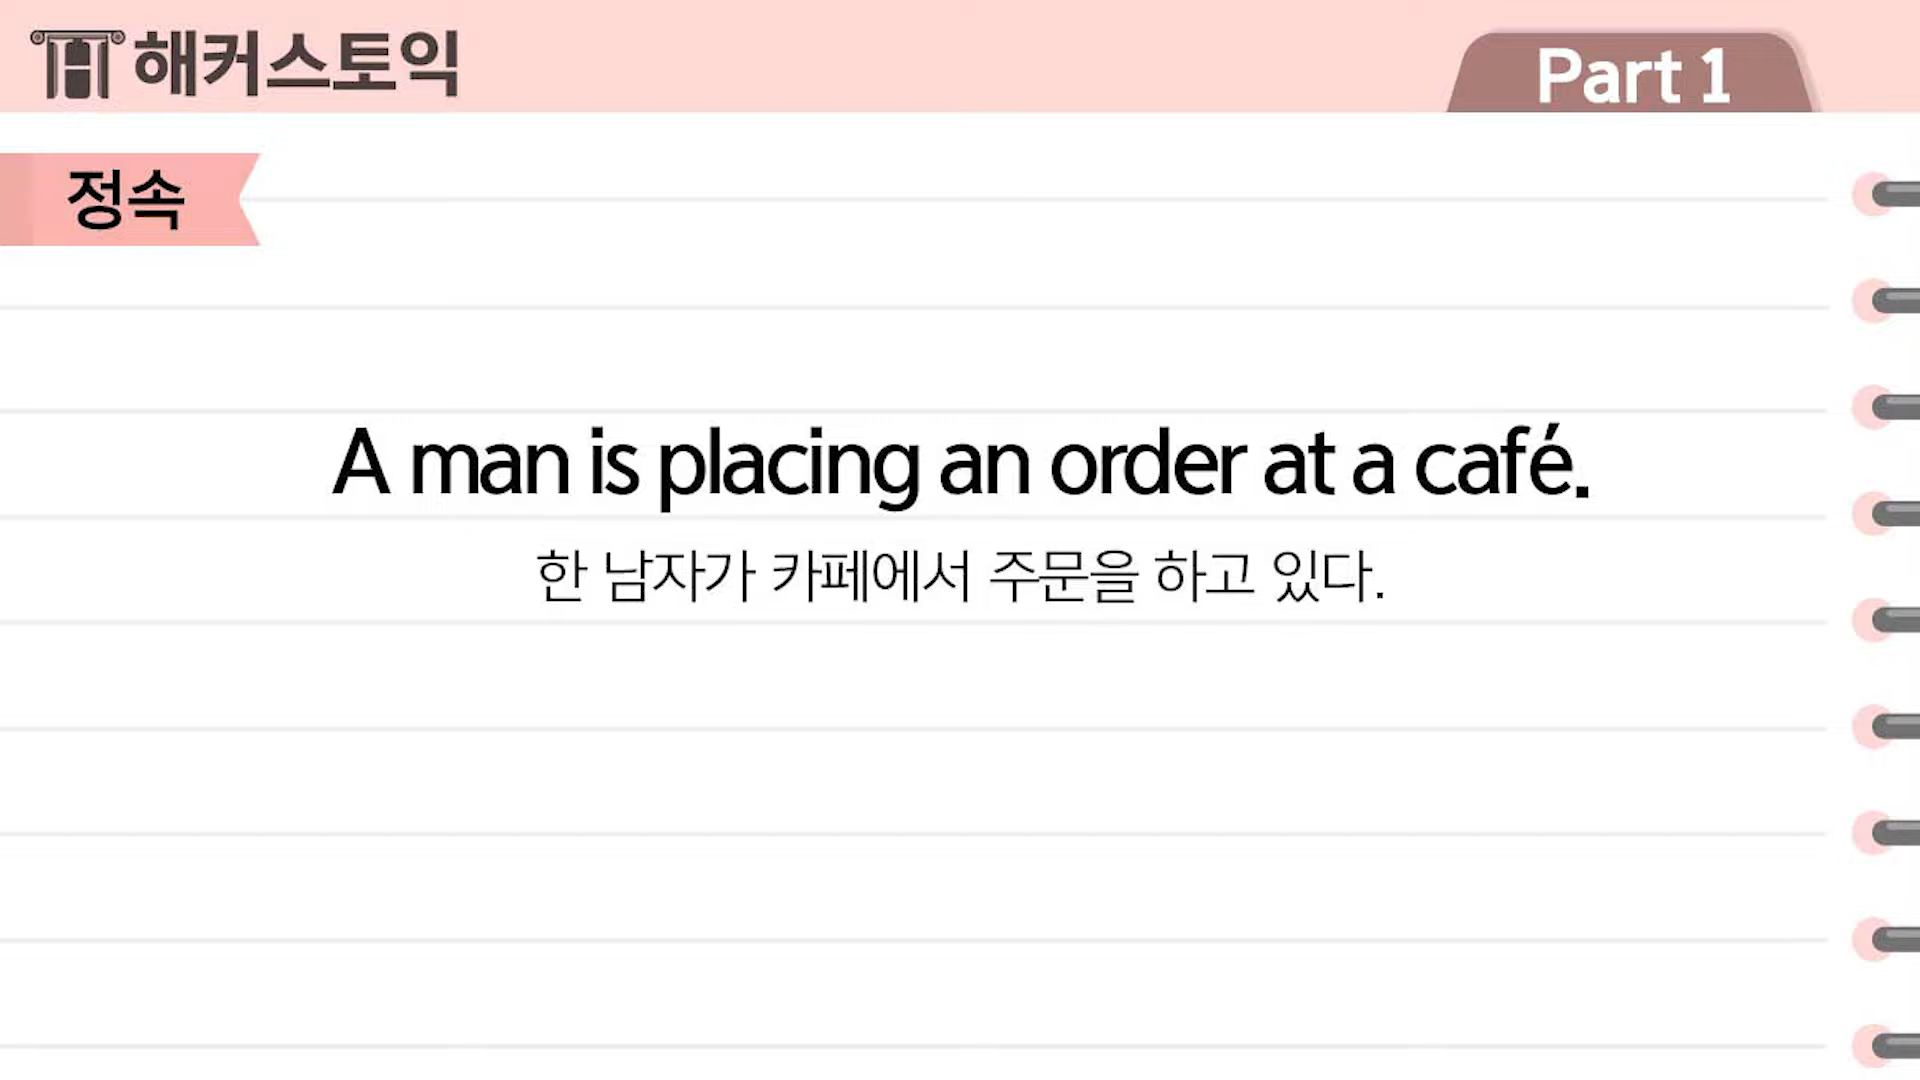 해커스토익
Part 1
정속
A man is placing an order at a café.
한 남자가 카페에서 주문을 하고 있다.